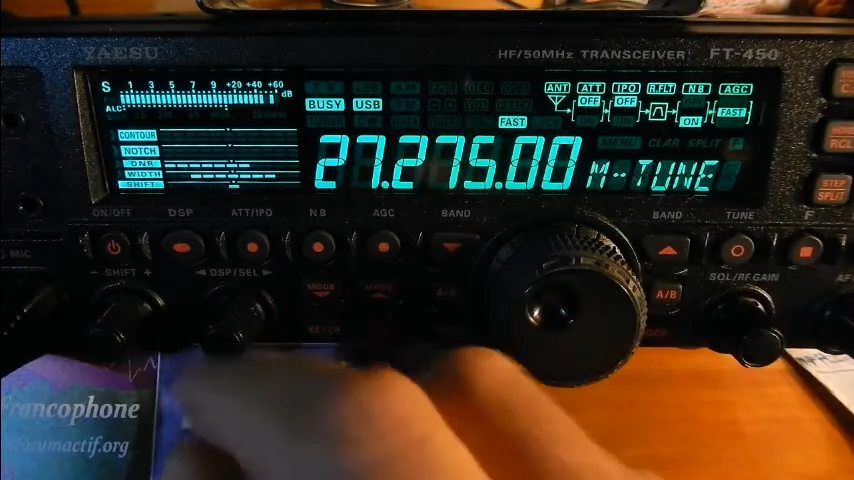 YAESU
HF/50MHz TRANSCEIVER FT-450
S 1 3 5 7 9 +20 +40 +60 dB
ALC
BUSY USB
FAST
ANT ATT IPO R.FLT NB AGC
OFF OFF ON FAST
CONTOUR
NOTCH
DNR
WIDTH
SHIFT
27.275.00 M-TUNE
MENU CLAR SPLIT F
HOME
RCL
STEP
SPLIT
ON/OFF DSP ATT/IPO NB AGC BAND BAND TUNE F
MIC
SHIFT + DSP/SEL MODE MODE A/B SQL/RF.GAIN
francophone
forumactif.org